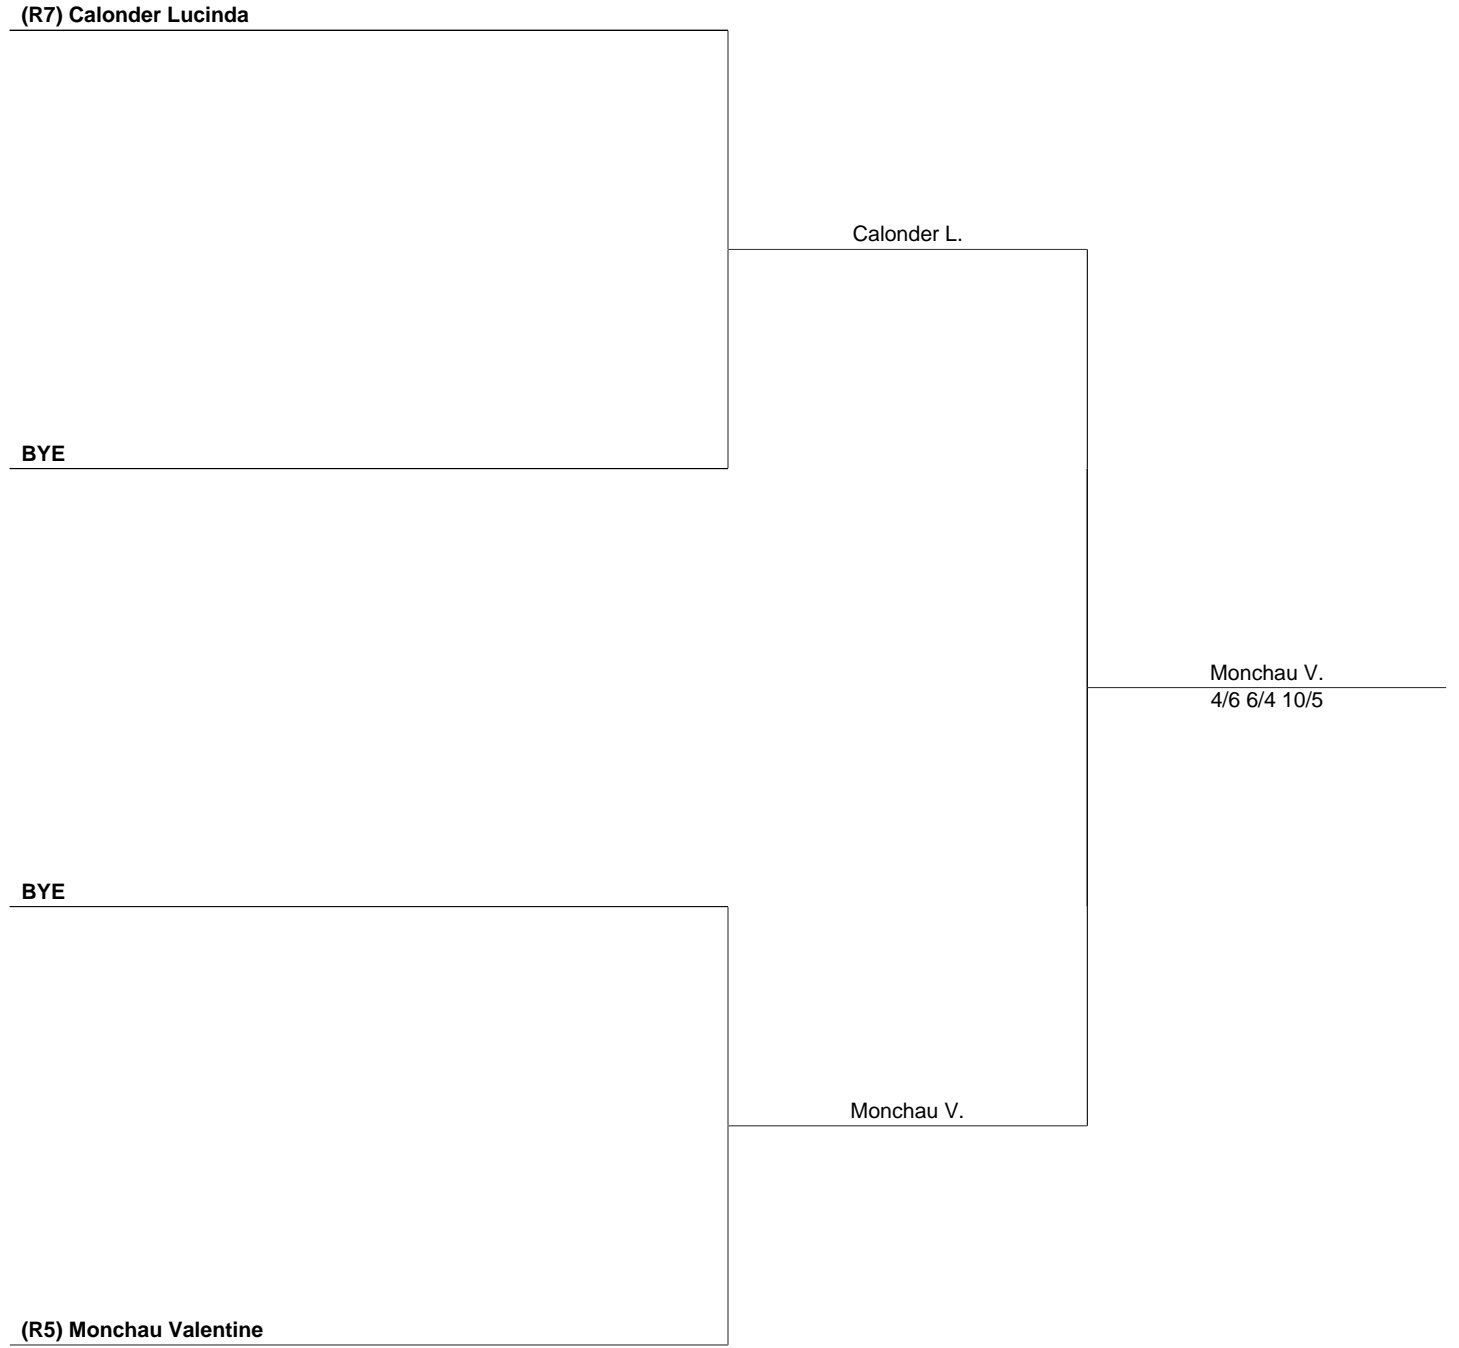 (R7) Calonder Lucinda
Calonder L.
BYE
Monchau V.
4/6 6/4 10/5
BYE
Monchau V.
(R5) Monchau Valentine